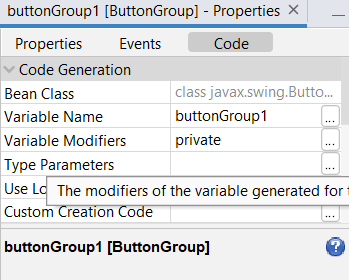 buttonGroup1 [ButtonGroup] - Properties
Properties Events Code
Code Generation
Bean Class class javax.swing.Butto...
Variable Name buttonGroup1 ...
Variable Modifiers private ...
Type Parameters ...
Use Lo
The modifiers of the variable generated for
Custom Creation Code ...
buttonGroup1 [ButtonGroup]
?